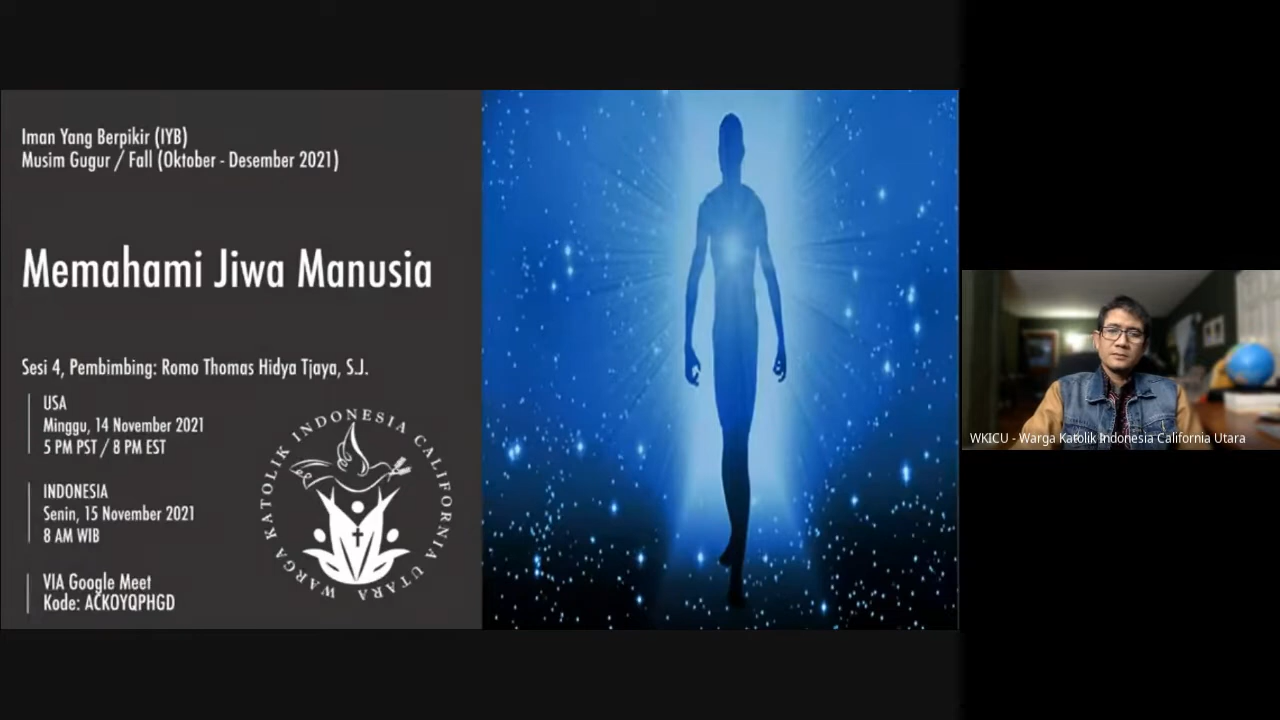 Iman Yang Berpikir (IYB)
Musim Gugur / Fall (Oktober - Desember 2021)
Memahami Jiwa Manusia
Sesi 4, Pembimbing: Romo Thomas Hidya Tjaya, S.J.
USA
Minggu, 14 November 2021
5 PM PST / 8 PM EST
INDONESIA
Senin, 15 November 2021
8 AM WIB
VIA Google Meet
Kode: ACKOYQPHGD
WARGA KATOLIK INDONESIA CALIFORNIA UTARA
WKICU - Warga Katolik Indonesia California Utara